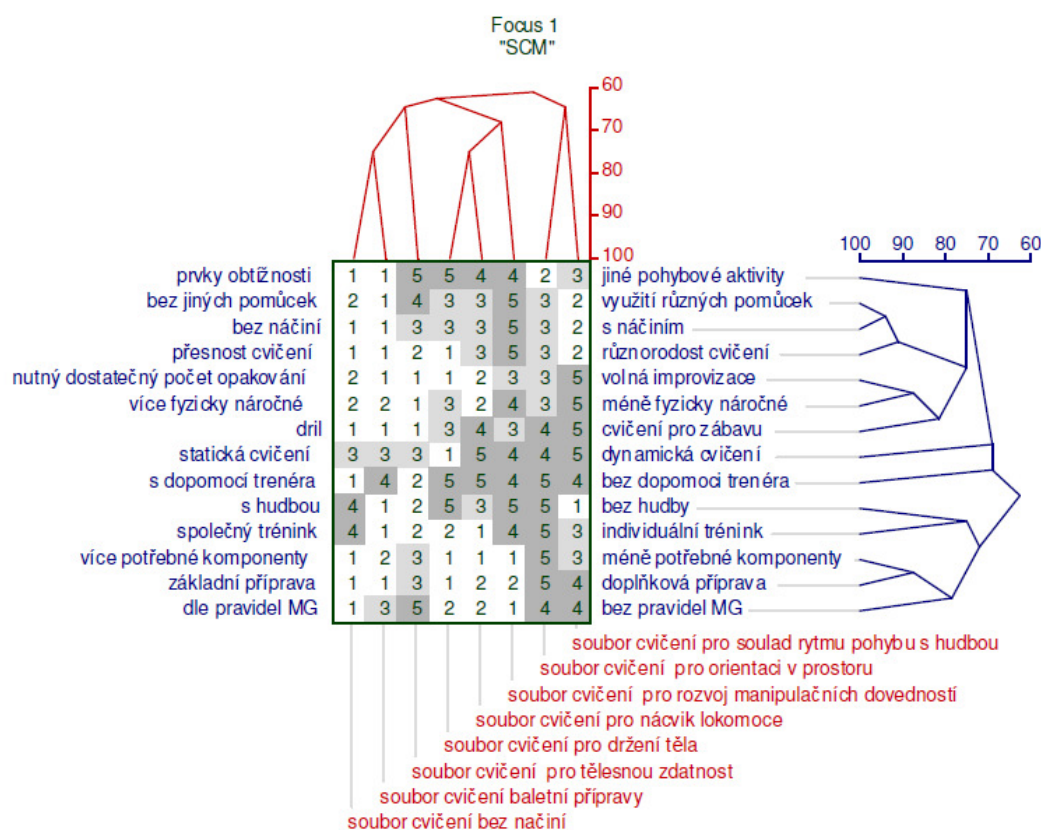 Focus 1
"SCM"
60
70
80
90
100
100 90 80 70 60
prvky obtížnosti 1 1 5 5 4 4 2 3 jiné pohybové aktivity
bez jiných pomůcek 2 1 4 3 3 5 3 2 využití různých pomůcek
bez náčiní 1 1 3 3 3 5 3 2 s náčiním
přesnost cvičení 1 1 2 1 3 5 3 2 různorodost cvičení
nutný dostatečný počet opakování 2 1 1 1 2 3 3 5 volná improvizace
více fyzicky náročné 2 2 1 3 2 4 3 5 méně fyzicky náročné
dril 1 1 1 3 4 3 4 5 cvičení pro zábavu
statická cvičení 3 3 3 1 5 4 4 5 dynamická cvičení
s dopomocí trenéra 1 4 2 5 5 4 5 4 bez dopomoci trenéra
s hudbou 4 1 2 5 3 5 5 1 bez hudby
společný trénink 4 1 2 2 1 4 5 3 individuální trénink
více potřebné komponenty 1 2 3 1 1 1 5 3 méně potřebné komponenty
základní příprava 1 1 3 1 2 2 5 4 doplňková příprava
dle pravidel MG 1 3 5 2 2 1 4 4 bez pravidel MG
soubor cvičení pro soulad rytmu pohybu s hudbou
soubor cvičení pro orientaci v prostoru
soubor cvičení pro rozvoj manipulačních dovedností
soubor cvičení pro nácvik lokomoce
soubor cvičení pro držení těla
soubor cvičení pro tělesnou zdatnost
soubor cvičení baletní přípravy
soubor cvičení bez načiní